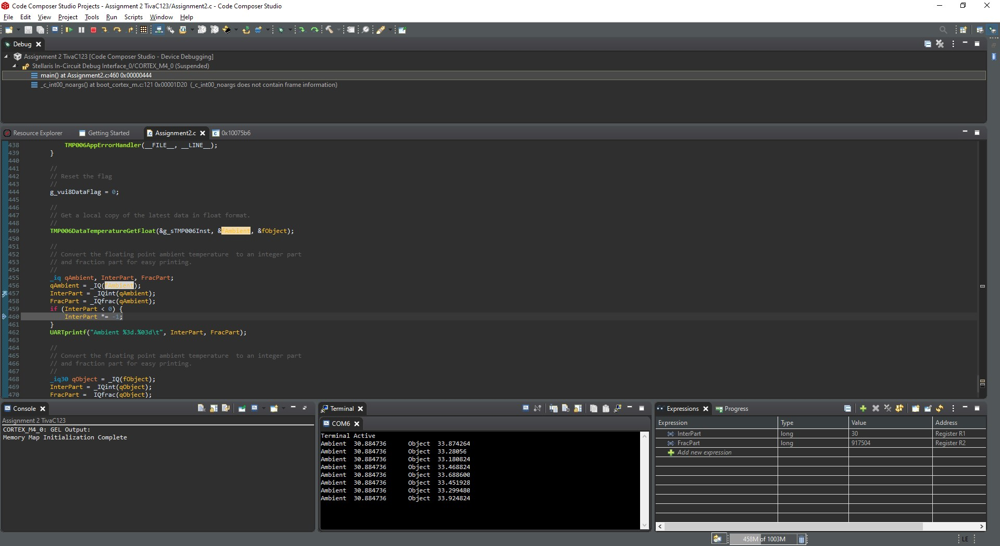 Code Composer Studio Projects - Assignment 2 TivaC123/Assignment2.c - Code Composer Studio
File Edit View Project Tools Run Scripts Window Help
Debug
Assignment 2 TivaC123 [Code Composer Studio - Device Debugging]
Stellaris In-Circuit Debug Interface_0/CORTEX_M4_0 (Suspended)
main() at Assignment2.c:460 0x00000444
_c_int00_noargs() at boot_cortex_m.c:121 0x00001D20 (_c_int00_noargs does not contain frame information)
Resource Explorer Getting Started Assignment2.c 0x10075b6
438 TMP006AppErrorHandler(__FILE__, __LINE__);
439 }
440
441 //
442 // Reset the flag
443 //
444 g_vui8DataFlag = 0;
445
446 //
447 // Get a local copy of the latest data in float format.
448 //
449 TMP006DataTemperatureGetFloat(&g_sTMP006Inst, &fAmbient, &fObject);
450
451 //
452 // Convert the floating point ambient temperature  to an integer part
453 // and fraction part for easy printing.
454 //
455 _iq qAmbient, InterPart, FracPart;
456 qAmbient = _IQ(fAmbient);
457 InterPart = _IQint(qAmbient);
458 FracPart = _IQfrac(qAmbient);
459 if (InterPart < 0) {
460 InterPart *= -1;
461 }
462 UARTprintf("Ambient %3d.%03d\t", InterPart, FracPart);
463
464 //
465 // Convert the floating point ambient temperature  to an integer part
466 // and fraction part for easy printing.
467 //
468 _iq30 qObject = _IQ(fObject);
469 InterPart = _IQint(qObject);
470 FracPart = _IQfrac(qObject);
Console
Assignment 2 TivaC123
CORTEX_M4_0: GEL Output:
Memory Map Initialization Complete
Terminal
COM6
Terminal Active
Ambient 30.884736 Object 33.874264
Ambient 30.884736 Object 33.28056
Ambient 30.884736 Object 33.180824
Ambient 30.884736 Object 33.468824
Ambient 30.884736 Object 33.688600
Ambient 30.884736 Object 33.451928
Ambient 30.884736 Object 33.299480
Ambient 30.884736 Object 33.924824
Expressions Progress
Expression Type Value Address
InterPart long 30 Register R1
FracPart long 917504 Register R2
Add new expression
458M of 1003M
LE